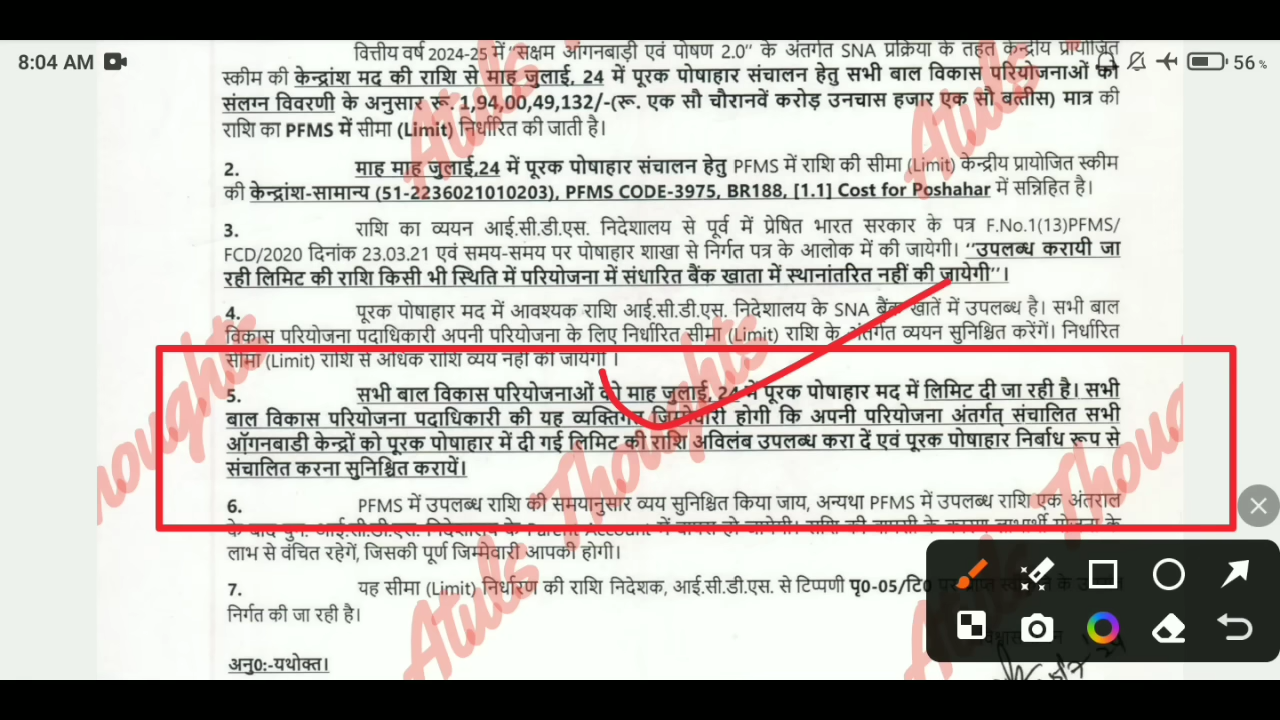 8:04 AM
56%
वित्तीय वर्ष 2024-25 में "सक्षम आँगनबाड़ी एवं पोषण 2.0" के अंतर्गत SNA प्रक्रिया के तहत केन्द्रीय प्रायोजित
स्कीम की केन्द्रांश मद की राशि से माह जुलाई, 24 में पूरक पोषाहार संचालन हेतु सभी बाल विकास परियोजनाओं को
संलग्न विवरणी के अनुसार रू. 1,94,00,49,132/-(रू. एक सौ चौरानवें करोड़ उनचास हजार एक सौ बत्तीस) मात्र की
राशि का PFMS में सीमा (Limit) निर्धारित की जाती है।
2. माह माह जुलाई,24 में पूरक पोषाहार संचालन हेतु PFMS में राशि की सीमा (Limit) केन्द्रीय प्रायोजित स्कीम
की केन्द्रांश-सामान्य (51-2236021010203), PFMS CODE-3975, BR188, [1.1] Cost for Poshahar में सन्निहित है।
3. राशि का व्ययन आई.सी.डी.एस. निदेशालय से पूर्व में प्रेषित भारत सरकार के पत्र F.No.1(13)PFMS/
FCD/2020 दिनांक 23.03.21 एवं समय-समय पर पोषाहार शाखा से निर्गत पत्र के आलोक में की जायेगी। ''उपलब्ध करायी जा
रही लिमिट की राशि किसी भी स्थिति में परियोजना में संधारित बैंक खाता में स्थानांतरित नहीं की जायेगी''।
4. पूरक पोषाहार मद में आवश्यक राशि आई.सी.डी.एस. निदेशालय के SNA बैंक खातें में उपलब्ध है। सभी बाल
विकास परियोजना पदाधिकारी अपनी परियोजना के लिए निर्धारित सीमा (Limit) राशि के अंतर्गत व्ययन सुनिश्चित करेंगें। निर्धारित
सीमा (Limit) राशि से अधिक राशि व्यय नहीं की जायेगी ।
5. सभी बाल विकास परियोजनाओं को माह जुलाई, 24 में पूरक पोषाहार मद में लिमिट दी जा रही है। सभी
बाल विकास परियोजना पदाधिकारी की यह व्यक्तिगत जिम्मेवारी होगी कि अपनी परियोजना अंतर्गत् संचालित सभी
ऑगनबाडी केन्द्रों को पूरक पोषाहार में दी गई लिमिट की राशि अविलंब उपलब्ध करा दें एवं पूरक पोषाहार निर्बाध रूप से
संचालित करना सुनिश्चित करायें।
6. PFMS में उपलब्ध राशि की समयानुसार व्यय सुनिश्चित किया जाय, अन्यथा PFMS में उपलब्ध राशि एक अंतराल
लाभ से वंचित रहेगें, जिसकी पूर्ण जिम्मेवारी आपकी होगी।
7. यह सीमा (Limit) निर्धारण की राशि निदेशक, आई.सी.डी.एस. से टिप्पणी पृ0-05/टि0
निर्गत की जा रही है।
अनु0:-यथोक्त।
Atuls Thoughts